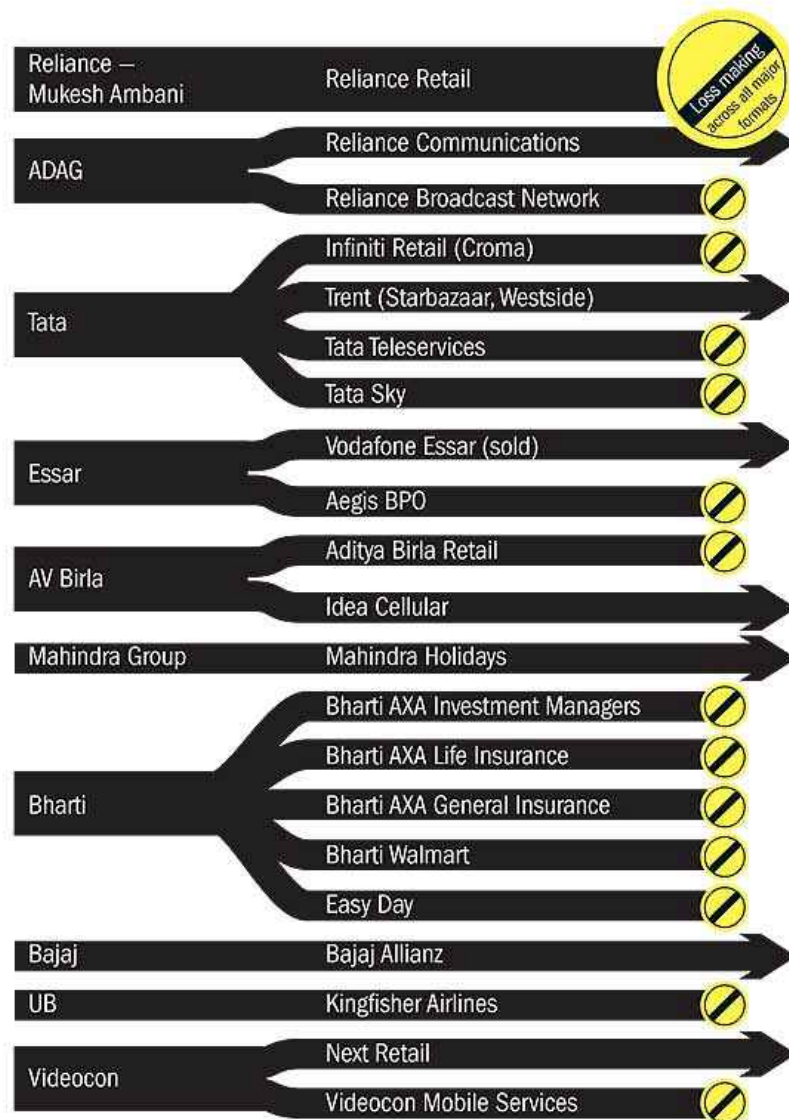 Reliance —
Mukesh Ambani
Reliance Retail
Loss making
across all major
formats
ADAG
Reliance Communications
Reliance Broadcast Network
Tata
Infiniti Retail (Croma)
Trent (Starbazaar, Westside)
Tata Teleservices
Tata Sky
Essar
Vodafone Essar (sold)
Aegis BPO
AV Birla
Aditya Birla Retail
Idea Cellular
Mahindra Group
Mahindra Holidays
Bharti
Bharti AXA Investment Managers
Bharti AXA Life Insurance
Bharti AXA General Insurance
Bharti Walmart
Easy Day
Bajaj
Bajaj Allianz
UB
Kingfisher Airlines
Videocon
Next Retail
Videocon Mobile Services